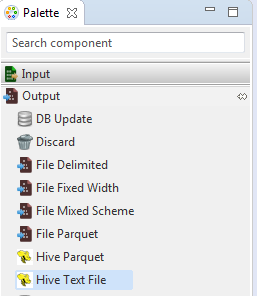 Palette
Search component
Input
Output
DB Update
Discard
File Delimited
File Fixed Width
File Mixed Scheme
File Parquet
Hive Parquet
Hive Text File